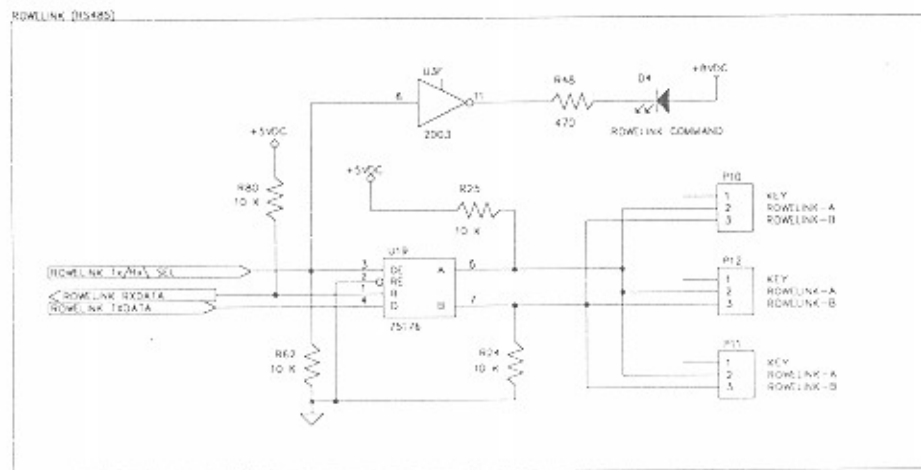 ROWELINK (RS485)
U3F
6
11
2003
R48
470
D4
+8VDC
ROWELINK COMMAND
+5VDC
R80
10 K
+5VDC
R25
10 K
P10
1 KEY
2 ROWELINK-A
3 ROWELINK-B
U19
ROWELINK Tx/Rx\ SEL
3 DE A 6
2 RE
ROWELINK RXDATA
1 R B 7
ROWELINK TXDATA
4 D
75176
P12
1 KEY
2 ROWELINK-A
3 ROWELINK-B
R62
10 K
R24
10 K
P11
1 KEY
2 ROWELINK-A
3 ROWELINK-B